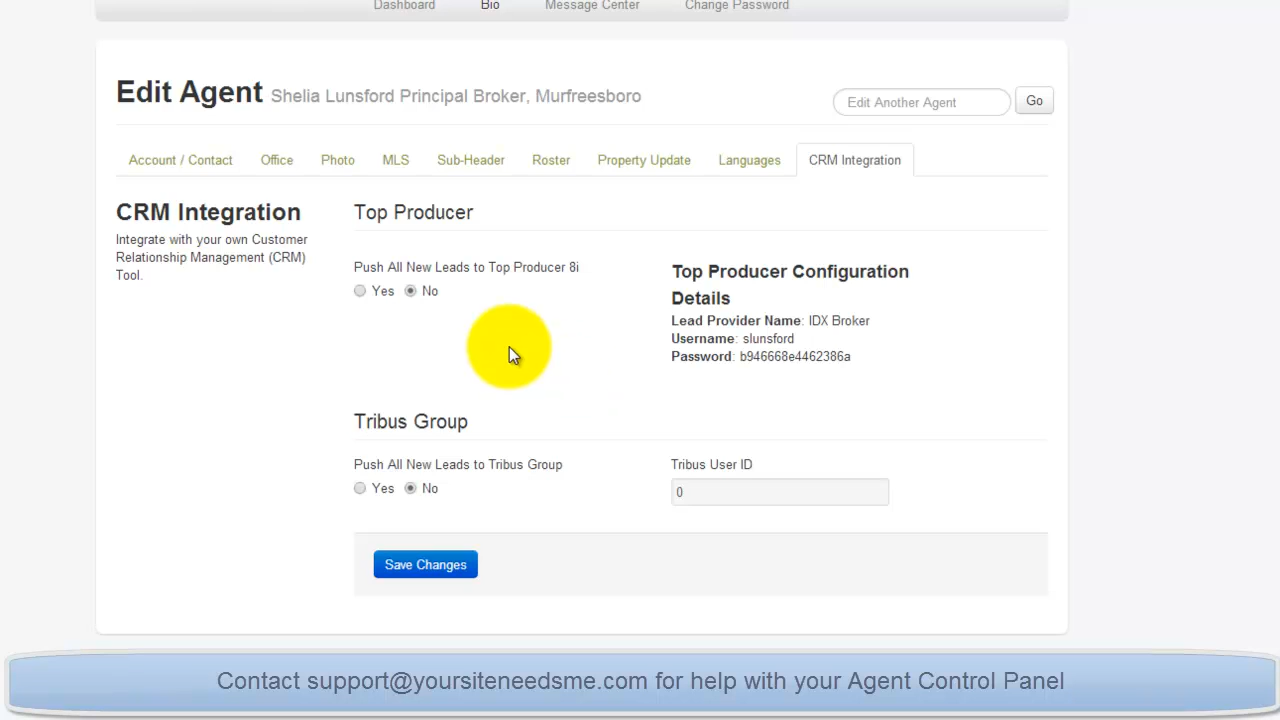 Dashboard Bio Message Center Change Password
Edit Agent Shelia Lunsford Principal Broker, Murfreesboro
Edit Another Agent Go
Account / Contact Office Photo MLS Sub-Header Roster Property Update Languages CRM Integration
CRM Integration
Integrate with your own Customer
Relationship Management (CRM)
Tool.
Top Producer
Push All New Leads to Top Producer 8i
Yes No
Top Producer Configuration
Details
Lead Provider Name: IDX Broker
Username: slunsford
Password: b946668e4462386a
Tribus Group
Push All New Leads to Tribus Group
Yes No
Tribus User ID
0
Save Changes
Contact support@yoursiteneedsme.com for help with your Agent Control Panel